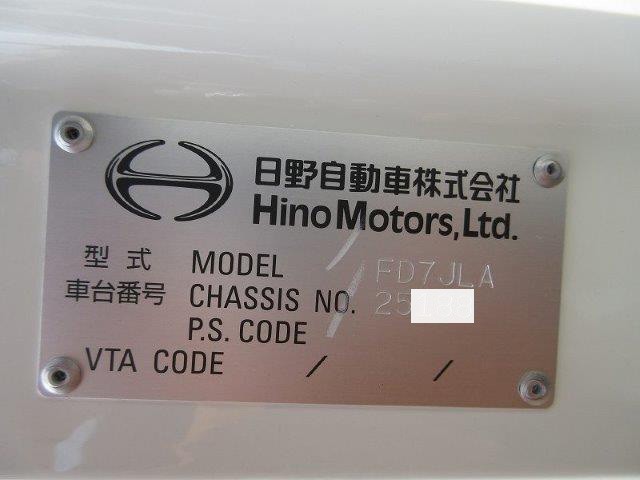 日野自動車株式会社
Hino Motors, Ltd.
型式 MODEL FD7JLA
車台番号 CHASSIS NO. 25
P.S. CODE
VTA CODE / /